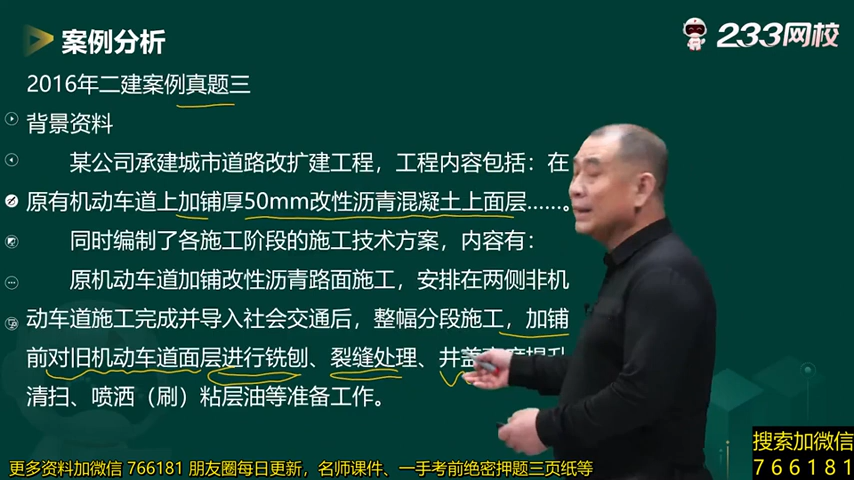 案例分析
233网校
2016年二建案例真题三
背景资料
某公司承建城市道路改扩建工程，工程内容包括：在
原有机动车道上加铺厚50mm改性沥青混凝土上面层……。
同时编制了各施工阶段的施工技术方案，内容有：
原机动车道加铺改性沥青路面施工，安排在两侧非机
动车道施工完成并导入社会交通后，整幅分段施工，加铺
前对旧机动车道面层进行铣刨、裂缝处理、井盖高度提升
清扫、喷洒（刷）粘层油等准备工作。
搜索加微信
766181
更多资料加微信 766181 朋友圈每日更新，名师课件、一手考前绝密押题三页纸等